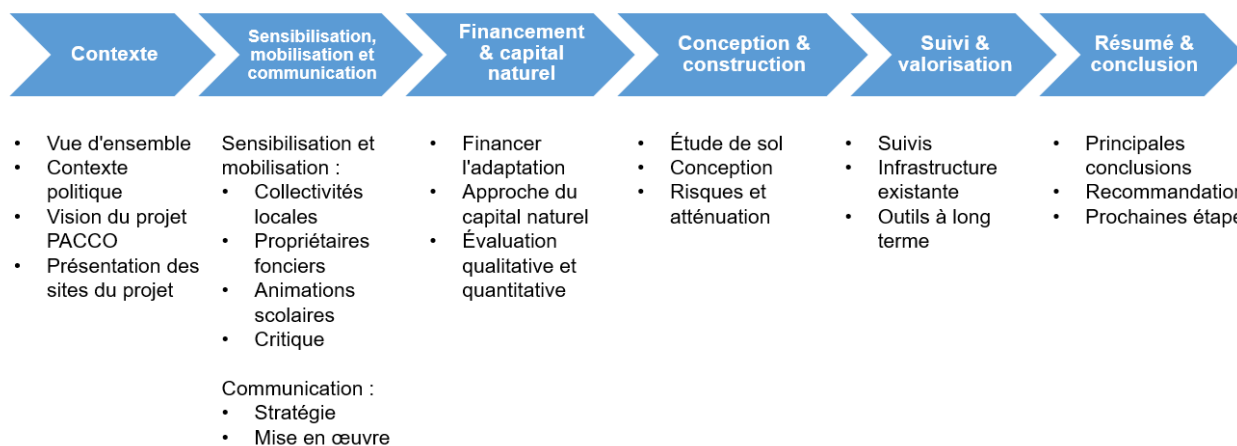 Contexte
Sensibilisation,
mobilisation et
communication
Financement
& capital
naturel
Conception &
construction
Suivi &
valorisation
Résumé &
conclusion
• Vue d'ensemble
• Contexte
politique
• Vision du projet
PACCO
• Présentation des
sites du projet
Sensibilisation et
mobilisation :
• Collectivités
locales
• Propriétaires
fonciers
• Animations
scolaires
• Critique
Communication :
• Stratégie
• Mise en œuvre
• Financer
l'adaptation
• Approche du
capital naturel
• Évaluation
qualitative et
quantitative
• Étude de sol
• Conception
• Risques et
atténuation
• Suivis
• Infrastructure
existante
• Outils à long
terme
• Principales
conclusions
• Recommandation
• Prochaines étape